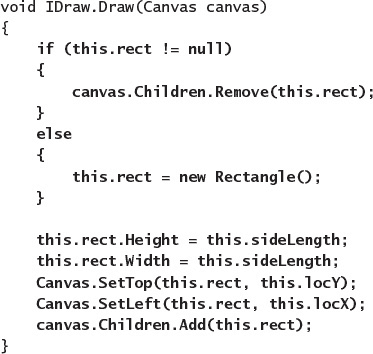 void IDraw.Draw(Canvas canvas)
{
    if (this.rect != null)
    {
        canvas.Children.Remove(this.rect);
    }
    else
    {
        this.rect = new Rectangle();
    }

    this.rect.Height = this.sideLength;
    this.rect.Width = this.sideLength;
    Canvas.SetTop(this.rect, this.locY);
    Canvas.SetLeft(this.rect, this.locX);
    canvas.Children.Add(this.rect);
}